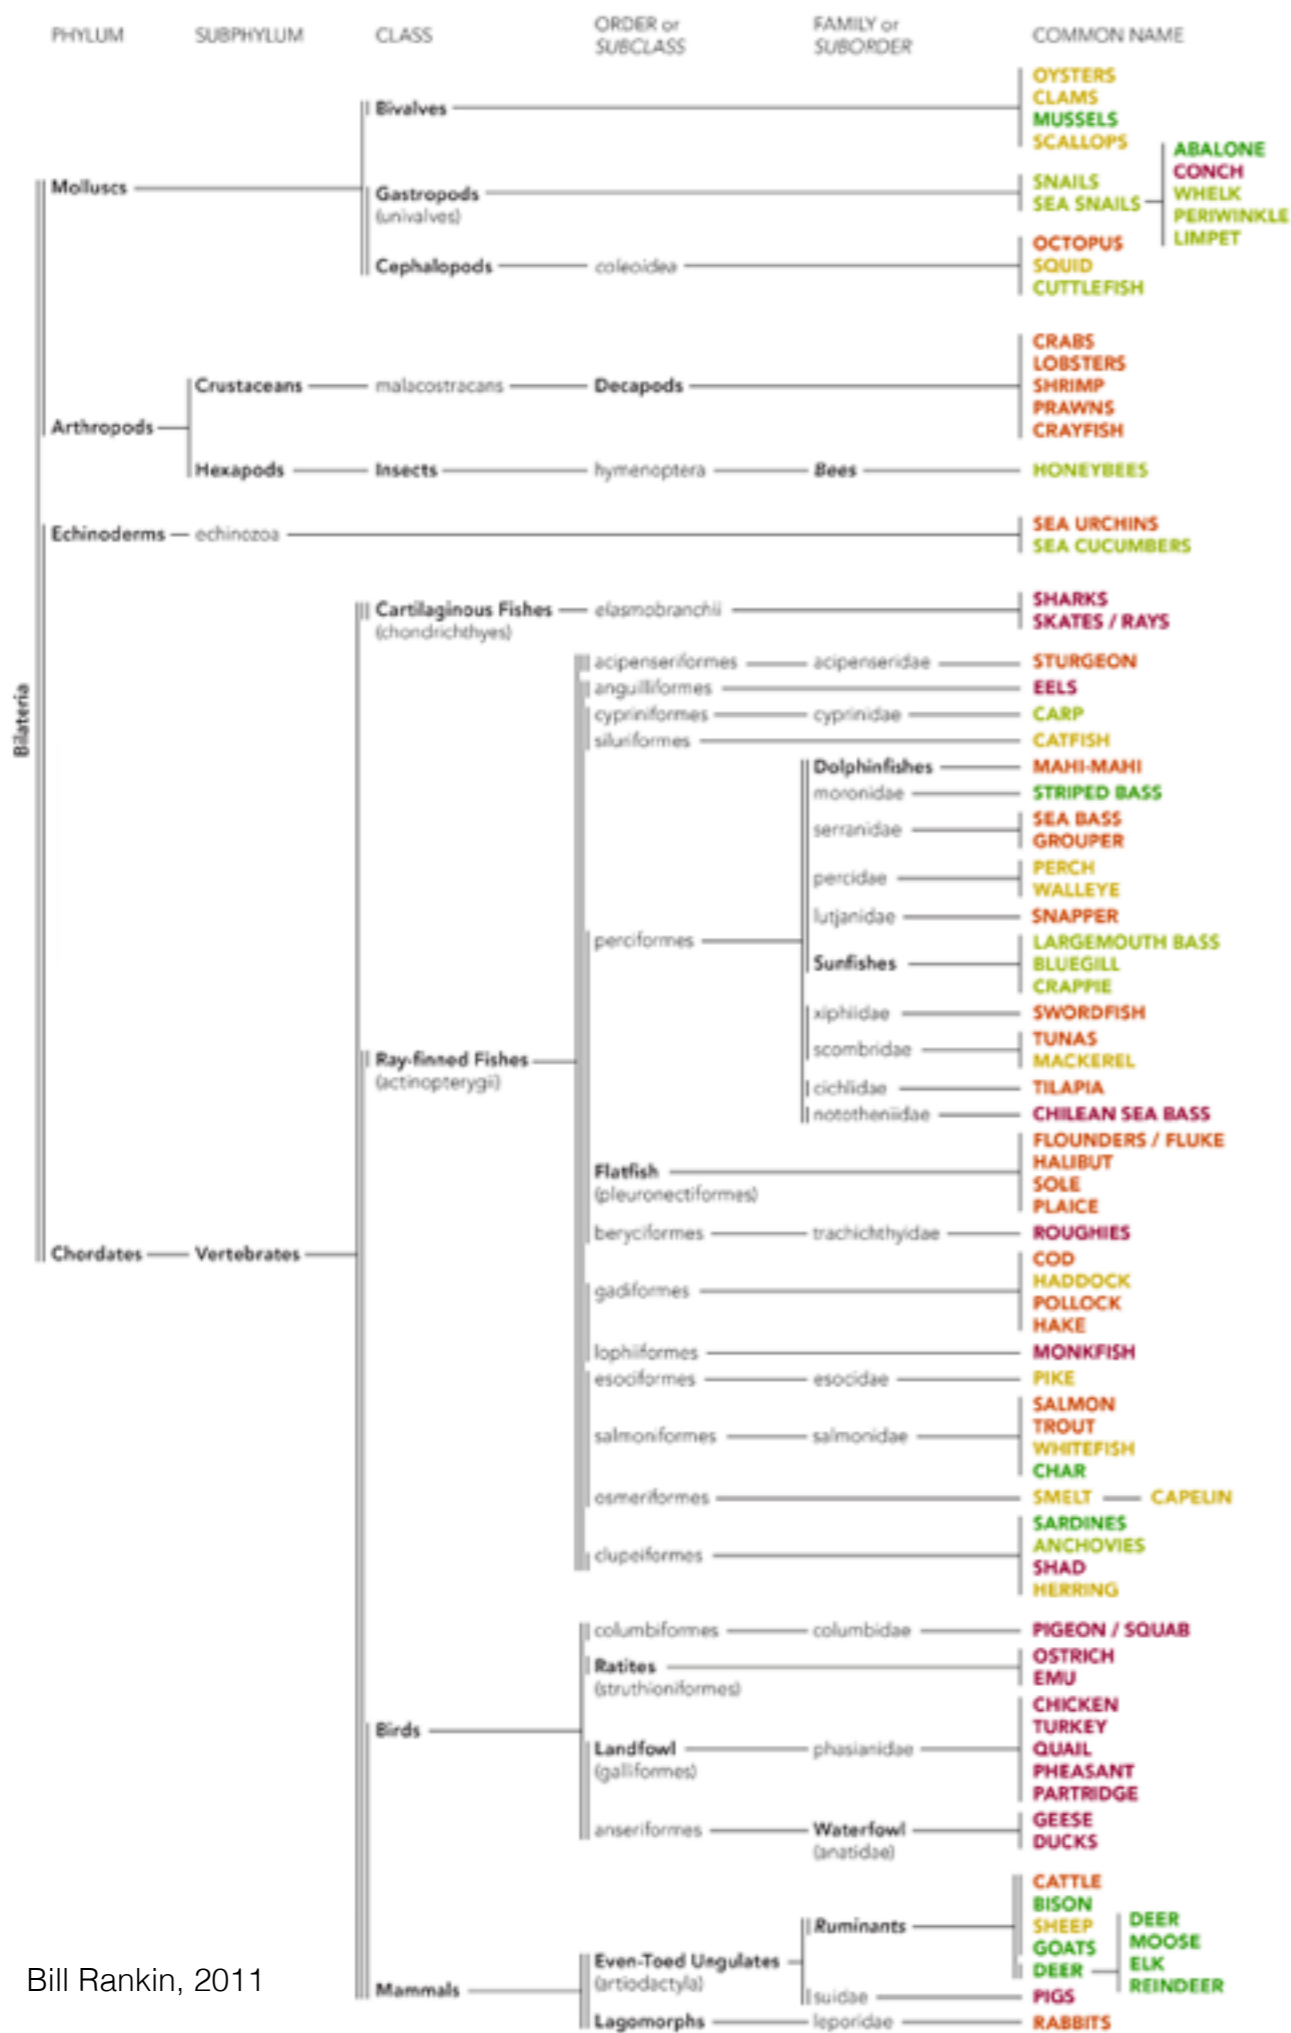 PHYLUM SUBPHYLUM CLASS ORDER or SUBCLASS FAMILY or SUBORDER COMMON NAME
Bilateria
Molluscs
Bivalves
OYSTERS
CLAMS
MUSSELS
SCALLOPS
Gastropods
(univalves)
SNAILS
SEA SNAILS
ABALONE
CONCH
WHELK
PERIWINKLE
LIMPET
Cephalopods coleoidea
OCTOPUS
SQUID
CUTTLEFISH
Arthropods
Crustaceans malacostracans Decapods
CRABS
LOBSTERS
SHRIMP
PRAWNS
CRAYFISH
Hexapods Insects hymenoptera Bees HONEYBEES
Echinoderms echinozoa
SEA URCHINS
SEA CUCUMBERS
Chordates Vertebrates
Cartilaginous Fishes elasmobranchii
(chondrichthyes)
SHARKS
SKATES / RAYS
Ray-finned Fishes
(actinopterygii)
acipenseriformes acipenseridae STURGEON
anguilliformes EELS
cypriniformes cyprinidae CARP
siluriformes CATFISH
perciformes
Dolphinfishes MAHI-MAHI
moronidae STRIPED BASS
serranidae
SEA BASS
GROUPER
percidae
PERCH
WALLEYE
lutjanidae SNAPPER
Sunfishes
LARGEMOUTH BASS
BLUEGILL
CRAPPIE
xiphiidae SWORDFISH
scombridae
TUNAS
MACKEREL
cichlidae TILAPIA
nototheniidae CHILEAN SEA BASS
Flatfish
(pleuronectiformes)
FLOUNDERS / FLUKE
HALIBUT
SOLE
PLAICE
beryciformes trachichthyidae ROUGHIES
gadiformes
COD
HADDOCK
POLLOCK
HAKE
lophiiformes MONKFISH
esociformes esocidae PIKE
salmoniformes salmonidae
SALMON
TROUT
WHITEFISH
CHAR
osmeriformes SMELT CAPELIN
clupeiformes
SARDINES
ANCHOVIES
SHAD
HERRING
Birds
columbiformes columbidae PIGEON / SQUAB
Ratites
(struthioniformes)
OSTRICH
EMU
Landfowl phasianidae
(galliformes)
CHICKEN
TURKEY
QUAIL
PHEASANT
PARTRIDGE
anseriformes Waterfowl
(anatidae)
GEESE
DUCKS
Mammals
Even-Toed Ungulates
(artiodactyla)
Ruminants
CATTLE
BISON
SHEEP
GOATS
DEER
DEER
MOOSE
ELK
REINDEER
suidae PIGS
Lagomorphs leporidae RABBITS
Bill Rankin, 2011